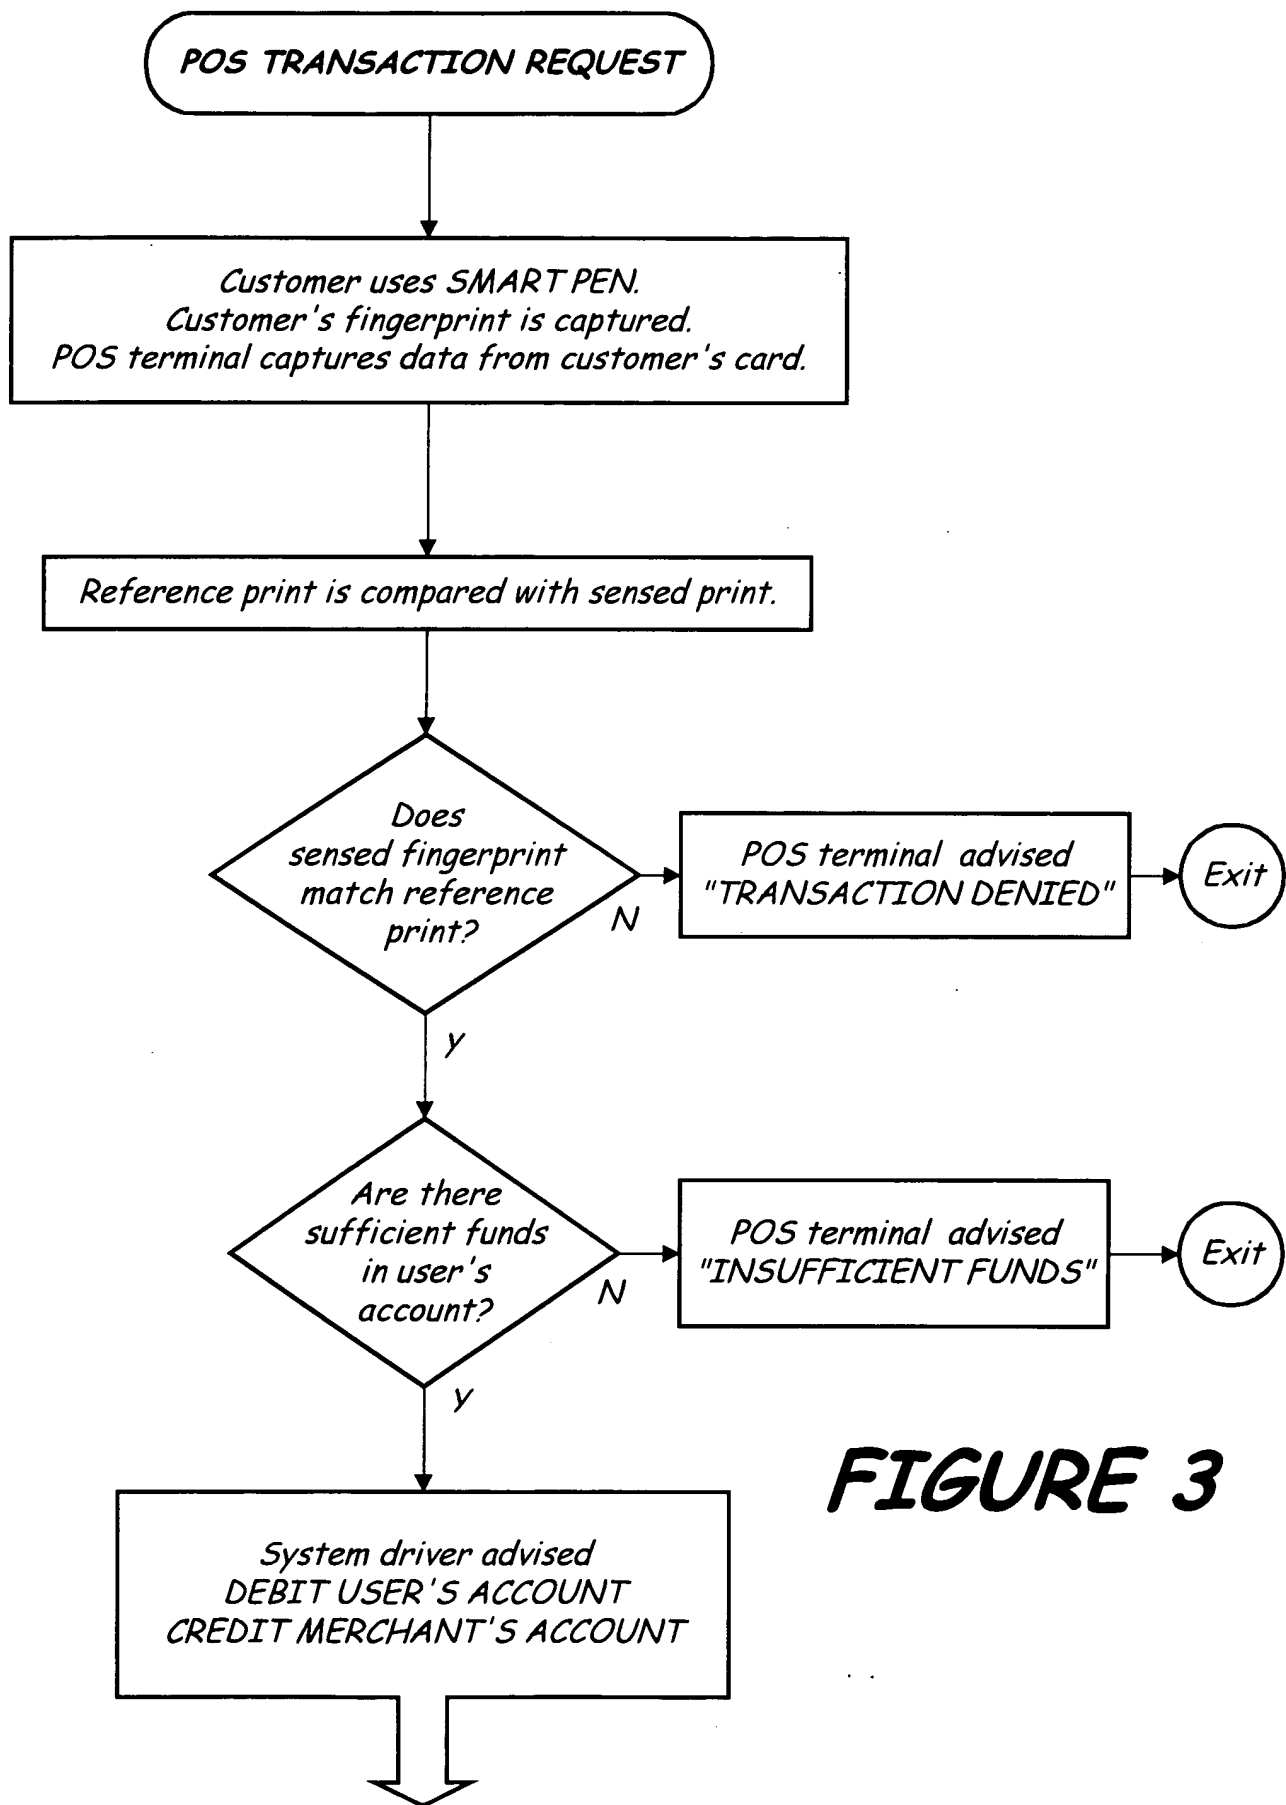 POS TRANSACTION REQUEST
Customer uses SMART PEN.
Customer's fingerprint is captured.
POS terminal captures data from customer's card.
Reference print is compared with sensed print.
Does
sensed fingerprint
match reference
print?
N
POS terminal advised
"TRANSACTION DENIED"
Exit
Y
Are there
sufficient funds
in user's
account?
N
POS terminal advised
"INSUFFICIENT FUNDS"
Exit
Y
FIGURE 3
System driver advised
DEBIT USER'S ACCOUNT
CREDIT MERCHANT'S ACCOUNT